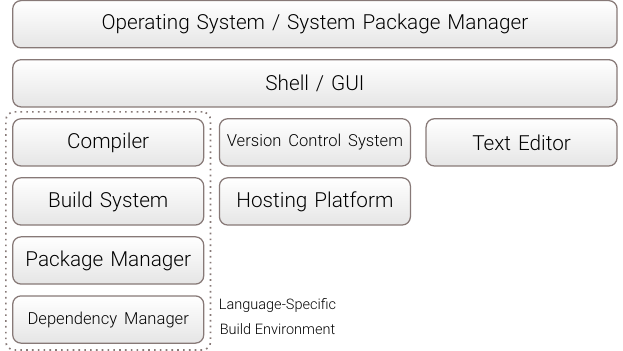 Operating System / System Package Manager
Shell / GUI
Compiler
Version Control System
Text Editor
Build System
Hosting Platform
Package Manager
Dependency Manager
Language-Specific
Build Environment